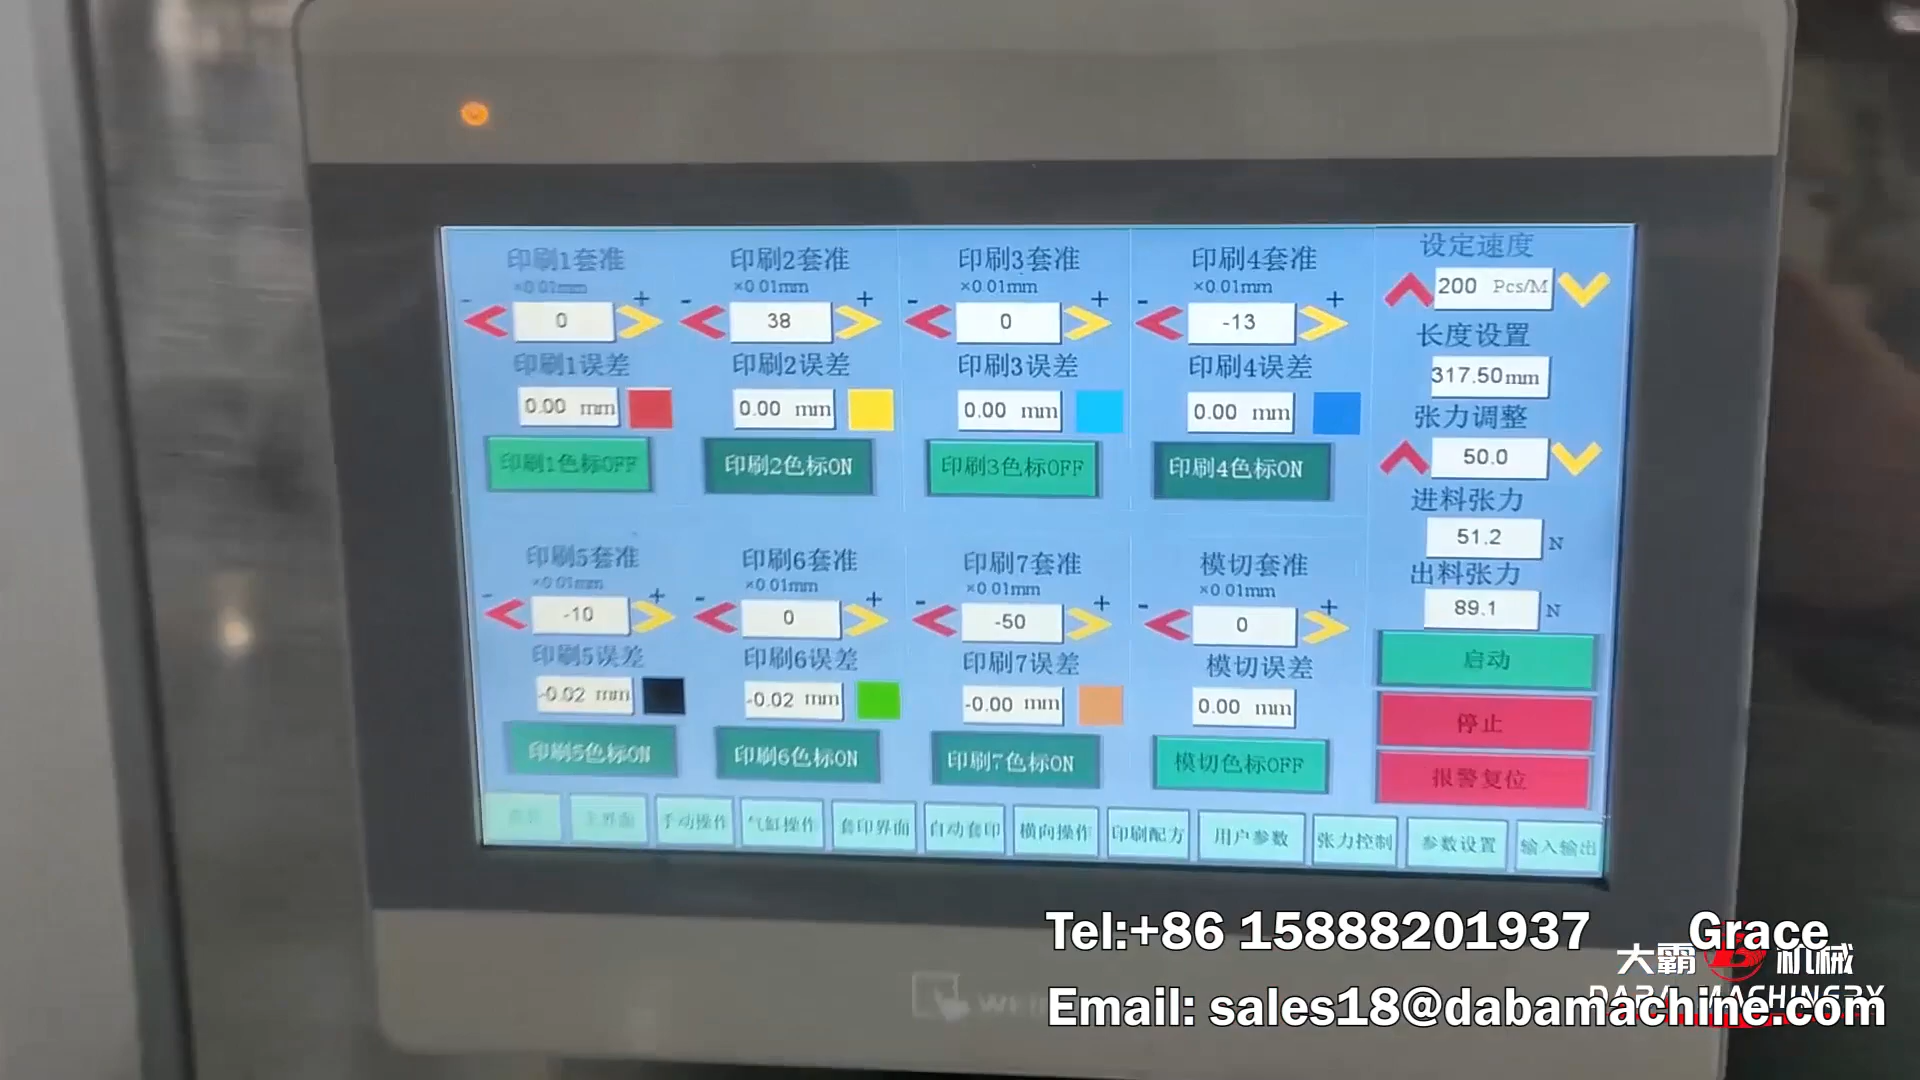 印刷1套准 印刷2套准 印刷3套准 印刷4套准
×0.01mm ×0.01mm ×0.01mm ×0.01mm
- 0 + - 38 + - 0 + - -13 +
印刷1误差 印刷2误差 印刷3误差 印刷4误差
0.00 mm 0.00 mm 0.00 mm 0.00 mm
印刷1色标OFF 印刷2色标ON 印刷3色标OFF 印刷4色标ON
印刷5套准 印刷6套准 印刷7套准 模切套准
×0.01mm ×0.01mm ×0.01mm ×0.01mm
- -10 + - 0 + - -50 + - 0 +
印刷5误差 印刷6误差 印刷7误差 模切误差
-0.02 mm -0.02 mm -0.00 mm 0.00 mm
印刷5色标ON 印刷6色标ON 印刷7色标ON 模切色标OFF
设定速度
200 Pcs/M
长度设置
317.50mm
张力调整
50.0
进料张力
51.2 N
出料张力
89.1 N
启动
停止
报警复位
主界面 手动操作 气缸操作 套印界面 自动套印 横向操作 印刷配方 用户参数 张力控制 参数设置 输入输出
Tel:+86 15888201937 Grace
大霸 机械
DABA MACHINERY
Email: sales18@dabamachine.com